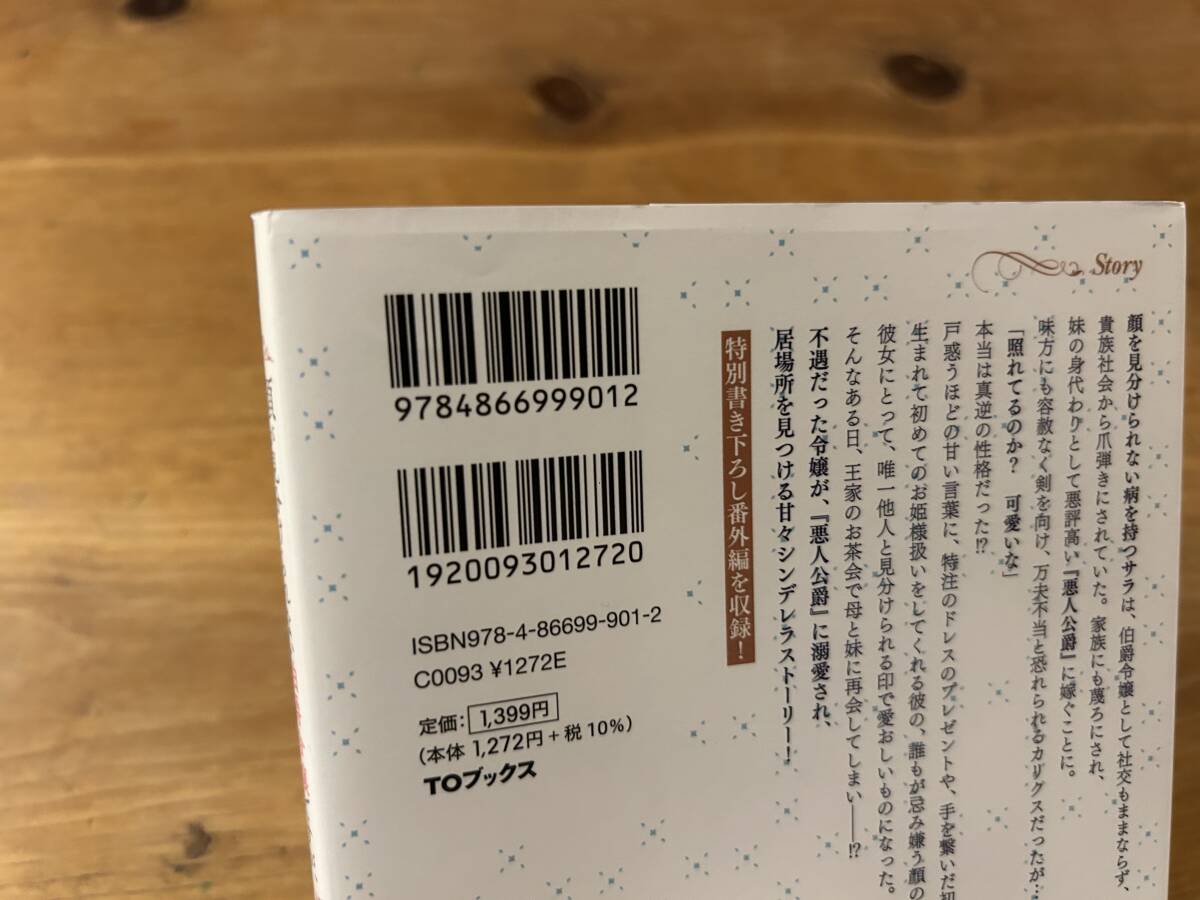 Story
顔を見分けられない病を持つサラは、伯爵令嬢として社交もままならず、
貴族社会から爪弾きにされていた。家族にも蔑ろにされ、
妹の身代わりとして悪評高い『悪人公爵』に嫁ぐことに。
味方にも容赦なく剣を向け、万夫不当と恐れられるカリグスだったが…
「照れてるのか? 可愛いな」
本当は真逆の性格だった!?
戸惑うほどの甘い言葉に、特注のドレスのプレゼントや、手を繋いだ初
生まれて初めてのお姫様扱いをしてくれる彼の、誰もが忌み嫌う顔の
彼女にとって、唯一他人と見分けられる印で愛おしいものになった。
そんなある日、王家のお茶会で母と妹に再会してしまい――!?
不遇だった令嬢が、『悪人公爵』に溺愛され、
居場所を見つける甘々シンデレラストーリー!
特別書き下ろし番外編を収録!
9784866999012
1920093012720
ISBN978-4-86699-901-2
C0093 ¥1272E
定価：1,399円
(本体 1,272円+税10%)
TOブックス